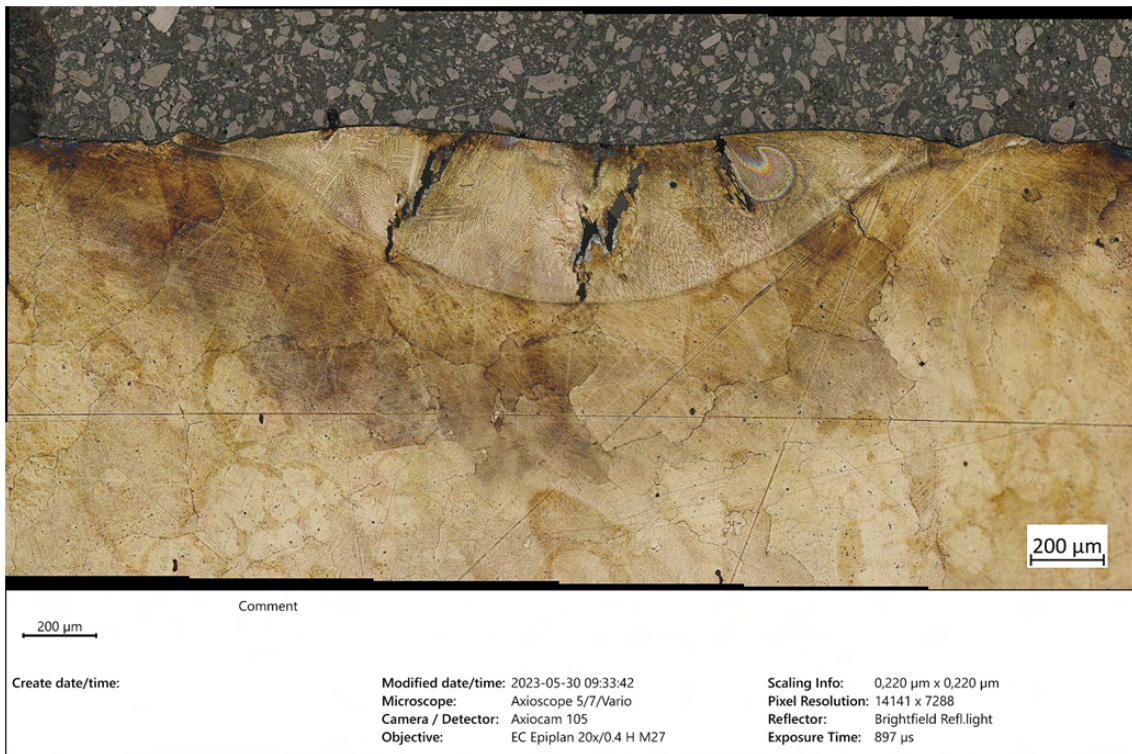 200 µm
Comment
200 µm
Create date/time:
Modified date/time: 2023-05-30 09:33:42
Microscope: Axioscope 5/7/Vario
Camera / Detector: Axiocam 105
Objective: EC Epiplan 20x/0.4 H M27
Scaling Info: 0,220 µm x 0,220 µm
Pixel Resolution: 14141 x 7288
Reflector: Brightfield Refl.light
Exposure Time: 897 µs